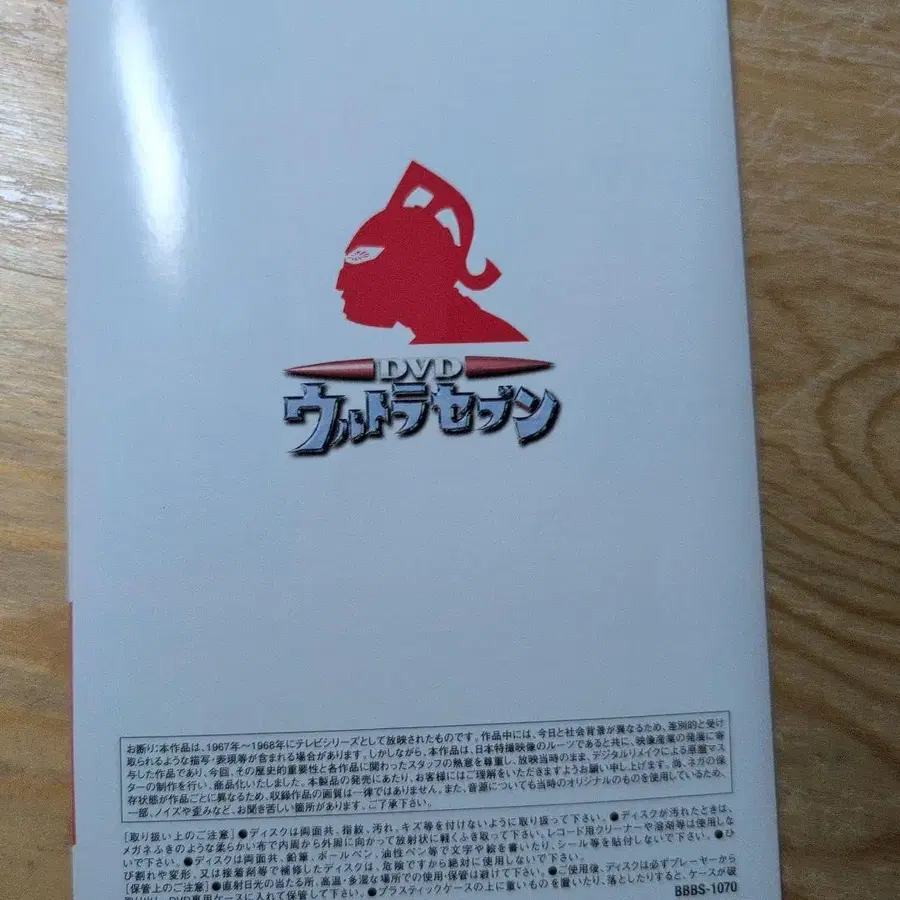 DVD
ウルトラセブン
お断り:本作品は、1967年～1968年にテレビシリーズとして放映されたものです。作品中には、今日と社会背景が異なるため、差別的と受け
取られるような描写・表現等が含まれる場合があります。しかしながら、本作品は、日本特撮映像のルーツであると共に、映像産業の発展に寄
与した作品であり、今回、その歴史的重要性と各作品に関わったスタッフの熱意を尊重し、放映当時のまま、デジタルリメイクによる原盤マス
ターの制作を行い、商品化いたしました。本製品の発売にあたり、お客様にはご理解をいただきますようお願い申し上げます。尚、ネガの保
存状態が作品ごとに異なるため、収録作品の画質は一律ではありません。また、音源についても当時のオリジナルのものを使用しているため、
一部、ノイズや歪みなど、お聞き苦しい箇所があります。ご了承下さい。
[取り扱い上のご注意]●ディスクは両面共、指紋、汚れ、キズ等を付けないように取り扱って下さい。●ディスクが汚れたときは、
メガネふきのような柔らかい布で内周から外周に向かって放射状に軽くふき取って下さい。レコード用クリーナーや溶剤等は使用しな
いで下さい。●ディスクは両面共、鉛筆、ボールペン、油性ペン等で文字や絵を書いたり、シール等を貼付しないで下さい。●ひ
び割れや変形、又は接着剤等で補修したディスクは、危険ですから絶対に使用しないで下さい。●ご使用後、ディスクは必ずプレーヤーから
[保管上のご注意]●直射日光の当たる所、高温・多湿な場所での使用・保管は避けて下さい。
DVD専用ケースに入れて保管して下さい。●プラスティックケースの上に重いものを置いたり、落としたりすると、ケースが破
BBBS-1070